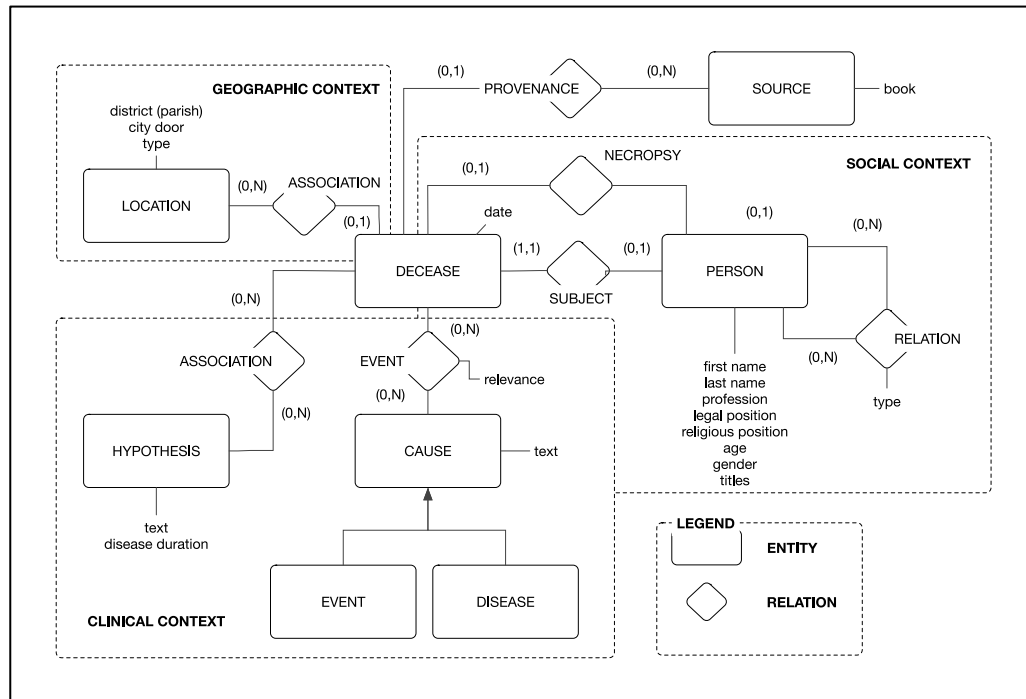 (0,1)
PROVENANCE
(0,N)
SOURCE
book
GEOGRAPHIC CONTEXT
district (parish)
city door
type
LOCATION
(0,N)
ASSOCIATION
(0,1)
SOCIAL CONTEXT
(0,1)
NECROPSY
date
DECEASE
(1,1)
SUBJECT
(0,1)
PERSON
(0,1)
(0,N)
(0,N)
RELATION
type
first name
last name
profession
legal position
religious position
age
gender
titles
(0,N)
ASSOCIATION
(0,N)
(0,N)
EVENT
relevance
(0,N)
HYPOTHESIS
text
disease duration
CAUSE
text
EVENT
DISEASE
CLINICAL CONTEXT
LEGEND
ENTITY
RELATION